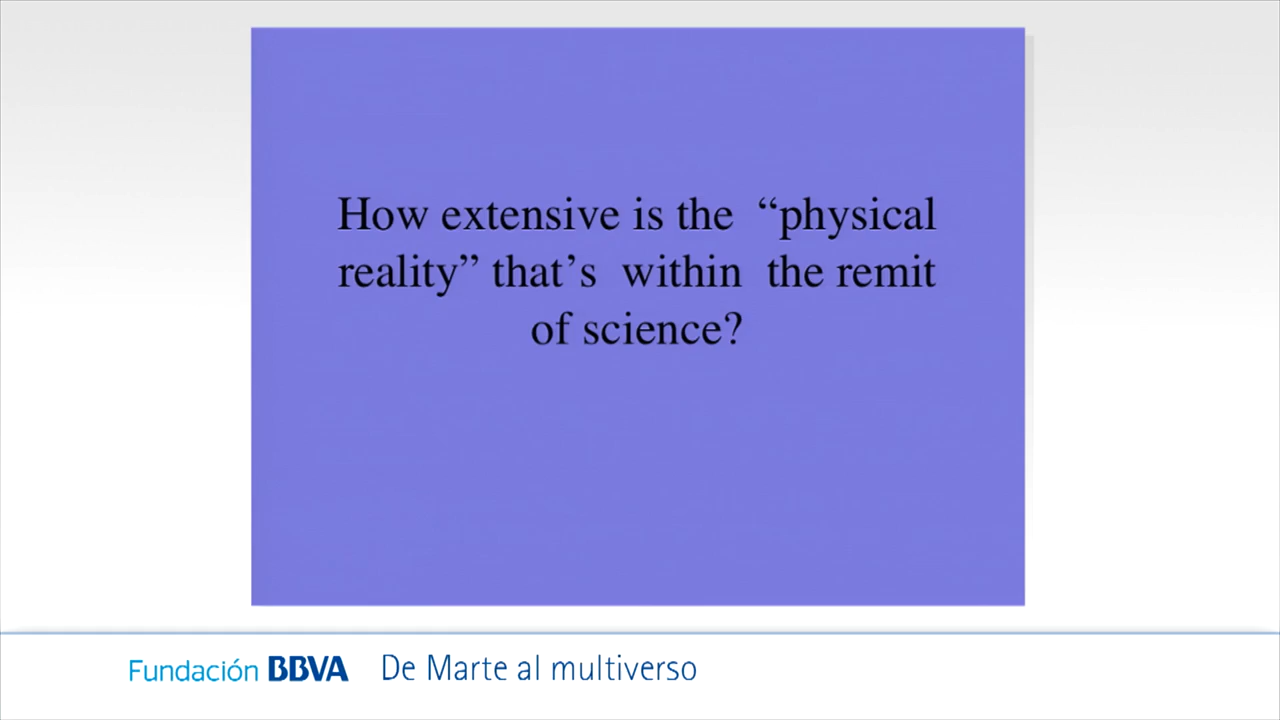 How extensive is the “physical
reality” that’s within the remit
of science?
Fundación BBVA De Marte al multiverso